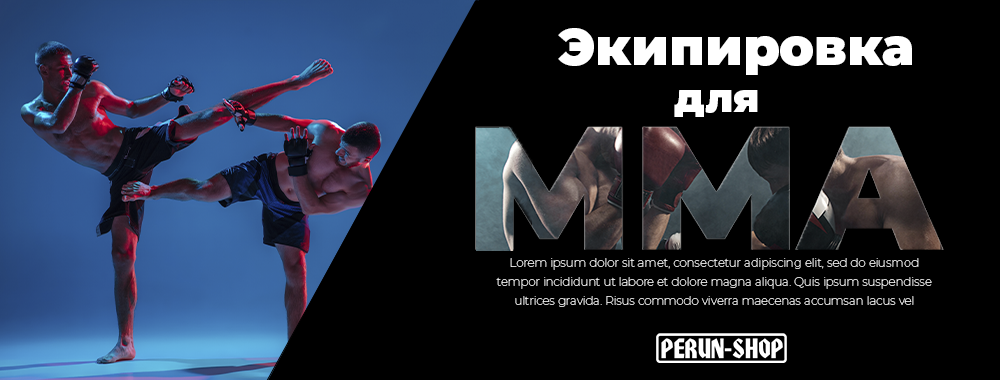 Экипировка
для
MMA
Lorem ipsum dolor sit amet, consectetur adipiscing elit, sed do eiusmod
tempor incididunt ut labore et dolore magna aliqua. Quis ipsum suspendisse
ultrices gravida. Risus commodo viverra maecenas accumsan lacus vel
PERUN-SHOP